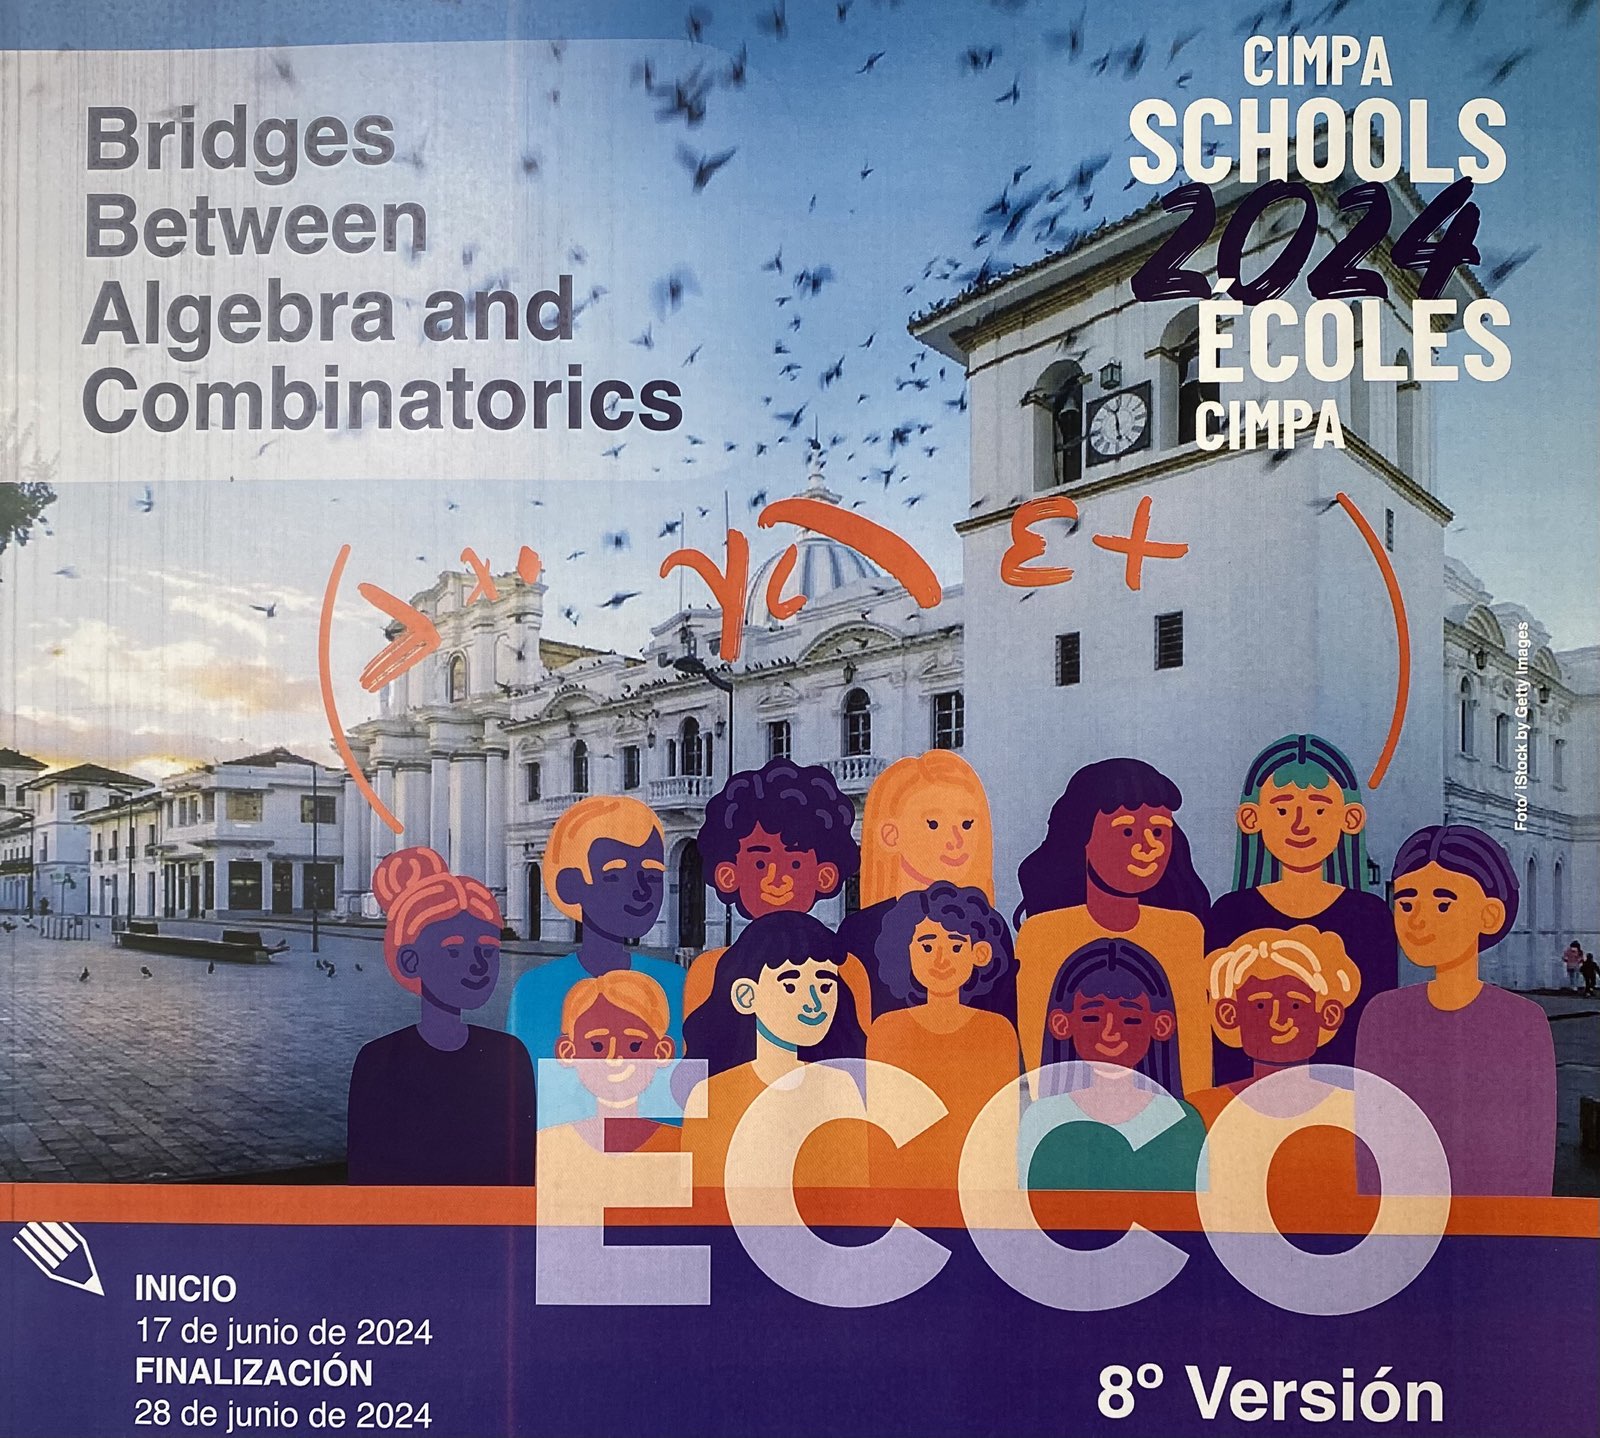 Bridges
Between
Algebra and
Combinatorics
CIMPA
SCHOOLS
2024
ÉCOLES
CIMPA
Foto/ iStock by Getty Images
ECCO
INICIO
17 de junio de 2024
FINALIZACIÓN
28 de junio de 2024
8º Versión